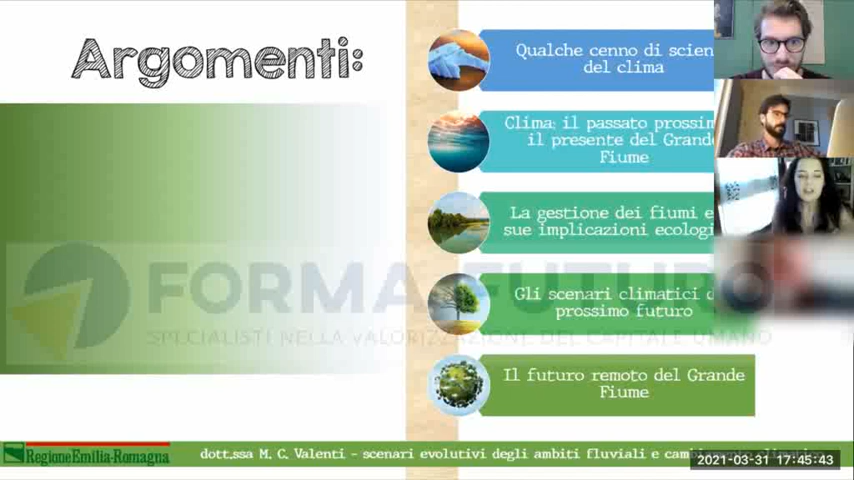 Argomenti:
Qualche cenno di scien
del clima
Clima: il passato prossim
il presente del Grande
Fiume
La gestione dei fiumi e
sue implicazioni ecologi
Gli scenari climatici d
prossimo futuro
Il futuro remoto del Grande
Fiume
FORMA FUTURO
SPECIALISTI NELLA VALORIZZAZIONE DEL CAPITALE UMANO
RegioneEmilia-Romagna
dott.ssa M. C. Valenti - scenari evolutivi degli ambiti fluviali e
2021-03-31 17:45:43